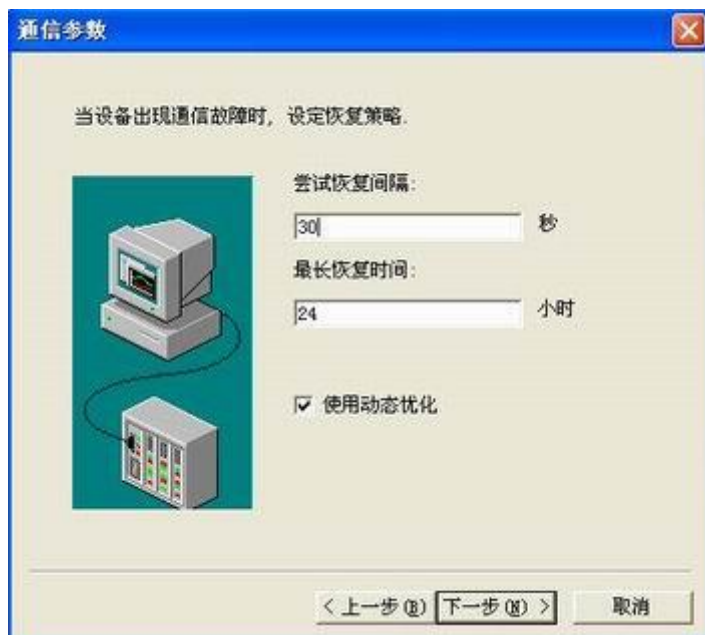 通信参数
当设备出现通信故障时，设定恢复策略.
尝试恢复间隔:
30 秒
最长恢复时间:
24 小时
使用动态优化
< 上一步(B) 下一步(N) > 取消